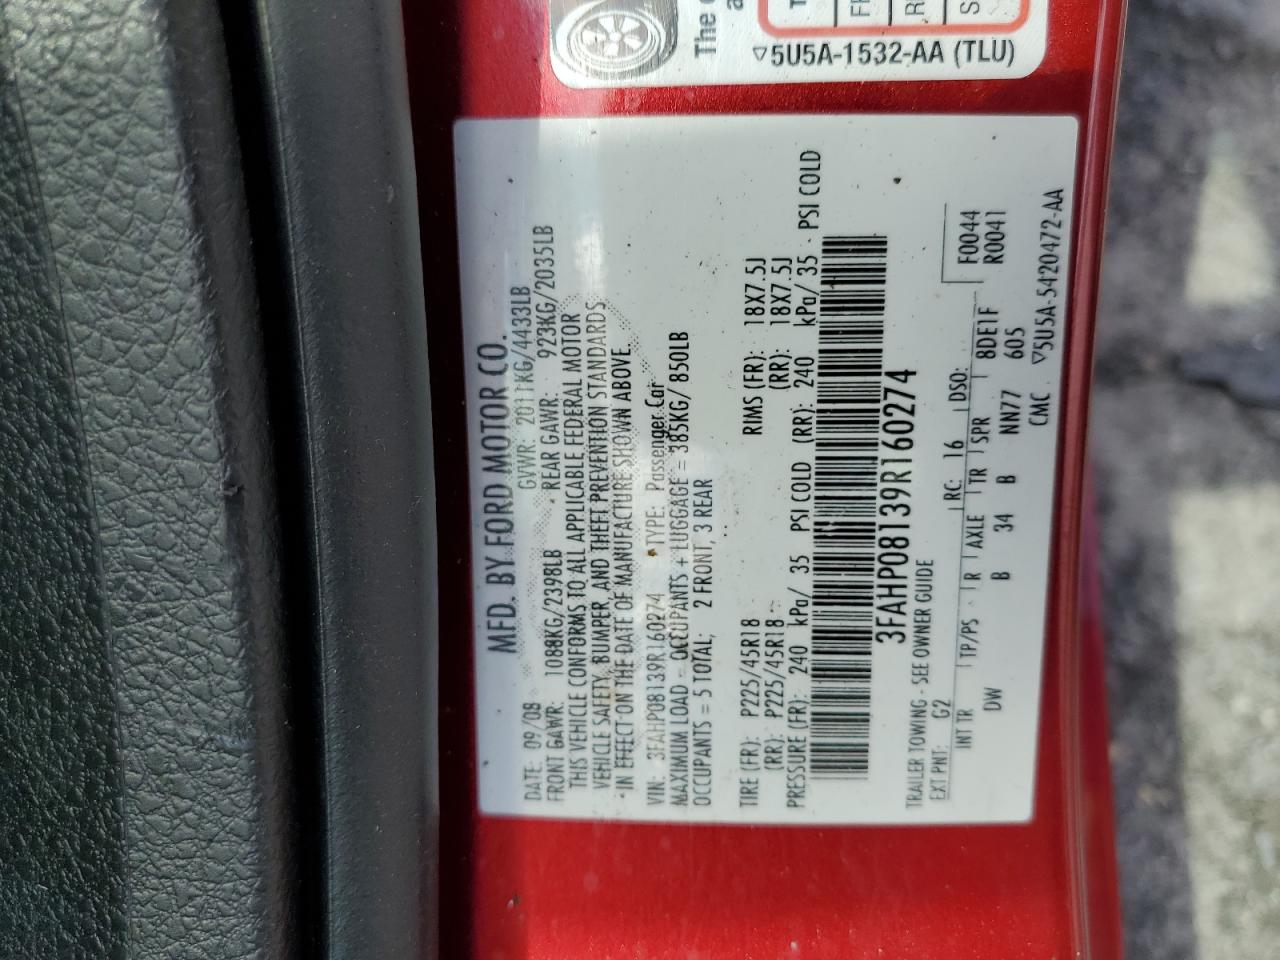 The
a
T
F
R
S
▽5U5A-1532-AA (TLU)
MFD. BY FORD MOTOR CO.
DATE: 09/08 GVWR: 2011KG/4433LB
FRONT GAWR: 1088KG/2398LB REAR GAWR: 923KG/2035LB
THIS VEHICLE CONFORMS TO ALL APPLICABLE FEDERAL MOTOR
VEHICLE SAFETY, BUMPER, AND THEFT PREVENTION STANDARDS
IN EFFECT ON THE DATE OF MANUFACTURE SHOWN ABOVE.
VIN: 3FAHP08139R160274 TYPE: Passenger Car
MAXIMUM LOAD - OCCUPANTS + LUGGAGE = 385KG/ 850LB
OCCUPANTS = 5 TOTAL; 2 FRONT, 3 REAR
TIRE (FR): P225/45R18 RIMS (FR): 18X7.5J
(RR): P225/45R18 (RR): 18X7.5J
PRESSURE (FR): 240 kPa/ 35 PSI COLD (RR): 240 kPa/ 35 PSI COLD
3FAHP08139R160274
TRAILER TOWING - SEE OWNER GUIDE
EXT PNT: G2 RC: 16 DSO: F0044
R0041
INT TR TP/PS R AXLE TR SPR 8DE1F
DW B 34 B NN77 605
CMC ▽5U5A-5420472-AA